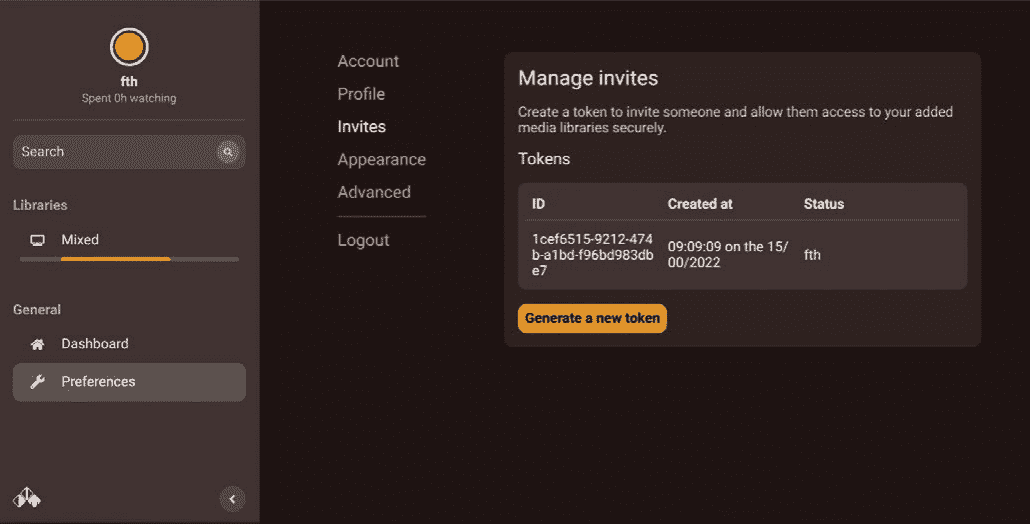 fth
Spent 0h watching
Search
Libraries
Mixed
General
Dashboard
Preferences
Account
Profile
Invites
Appearance
Advanced
Logout
Manage invites
Create a token to invite someone and allow them access to your added
media libraries securely.
Tokens
ID Created at Status
1cef6515-9212-474
b-a1bd-f96bd983db
e7
09:09:09 on the 15/
00/2022
fth
Generate a new token